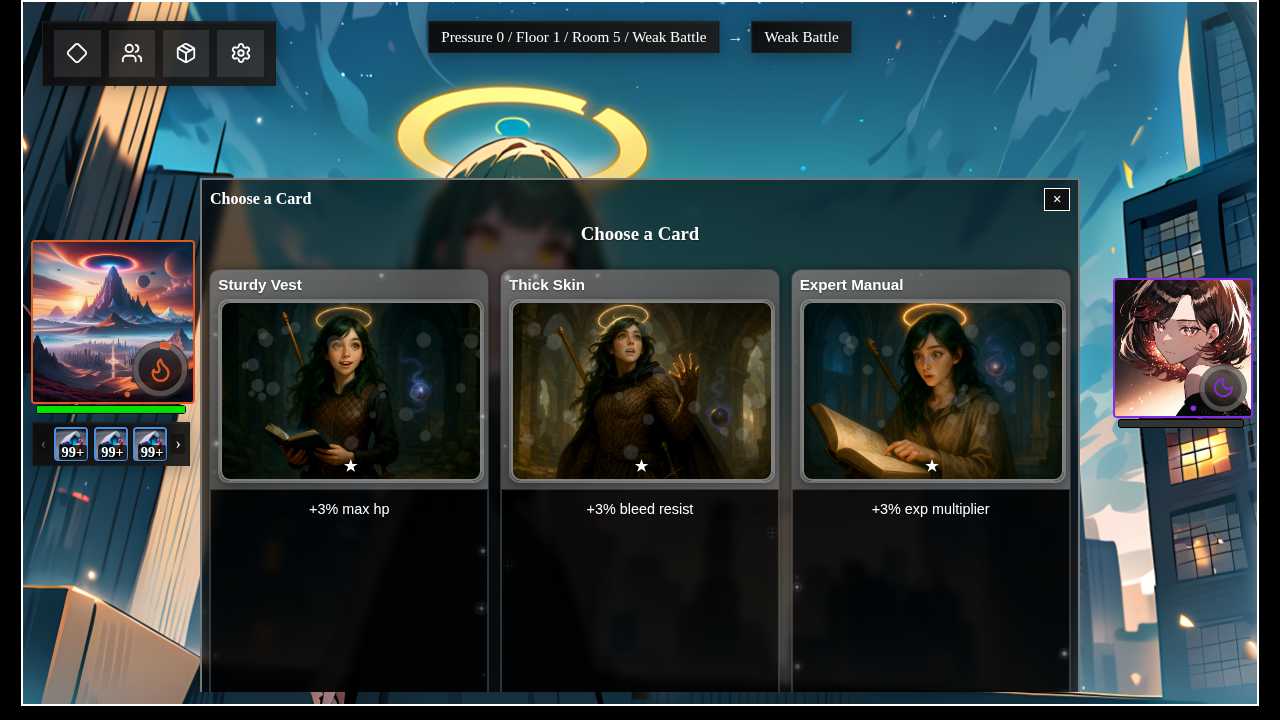 Pressure 0 / Floor 1 / Room 5 / Weak Battle → Weak Battle
Choose a Card ×
Choose a Card
Sturdy Vest
Thick Skin
Expert Manual
★
★
★
+3% max hp
+3% bleed resist
+3% exp multiplier
‹ 99+ 99+ 99+ ›